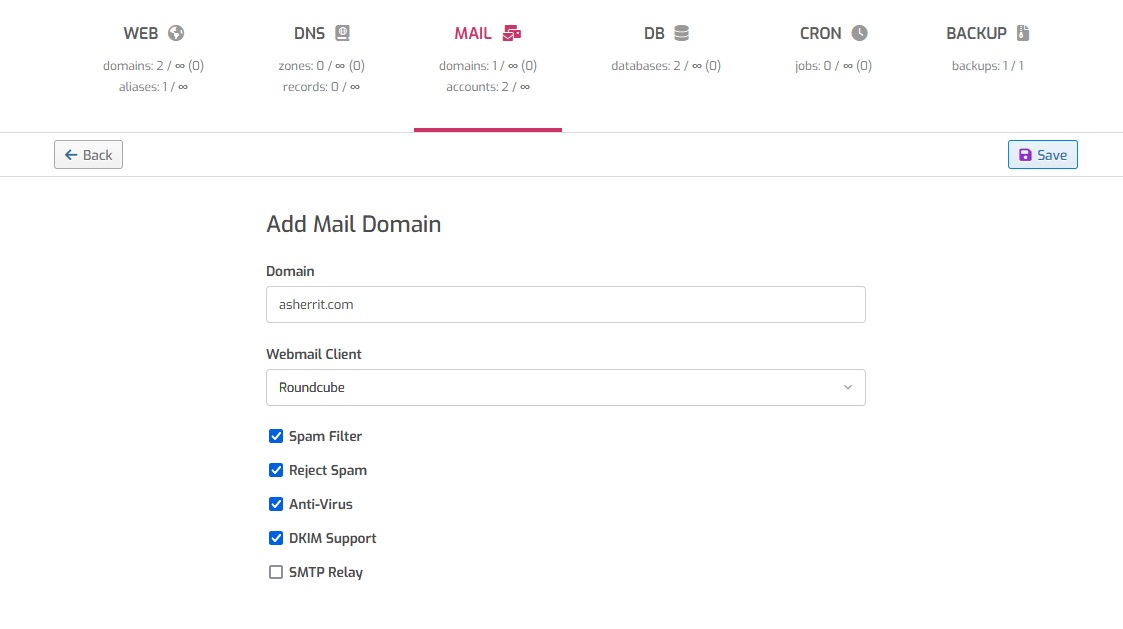 WEB
domains: 2 / ∞ (0)
aliases: 1 / ∞
DNS
zones: 0 / ∞ (0)
records: 0 / ∞
MAIL
domains: 1 / ∞ (0)
accounts: 2 / ∞
DB
databases: 2 / ∞ (0)
CRON
jobs: 0 / ∞ (0)
BACKUP
backups: 1 / 1
Back
Save
Add Mail Domain
Domain
asherrit.com
Webmail Client
Roundcube
Spam Filter
Reject Spam
Anti-Virus
DKIM Support
SMTP Relay